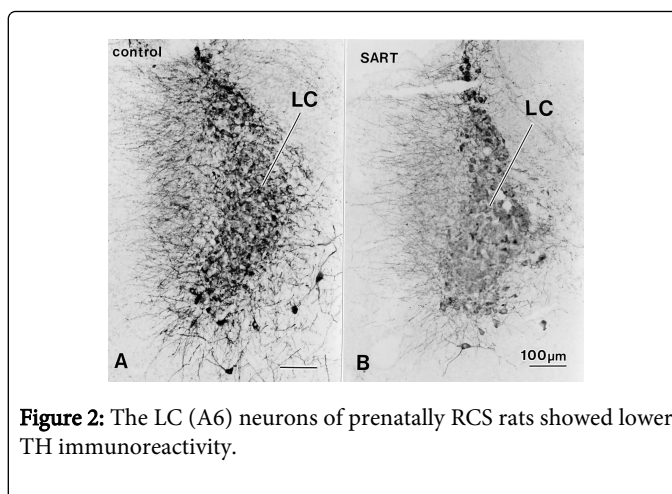 control
SART
LC
LC
A
B
100μm
Figure 2: The LC (A6) neurons of prenatally RCS rats showed lower
TH immunoreactivity.